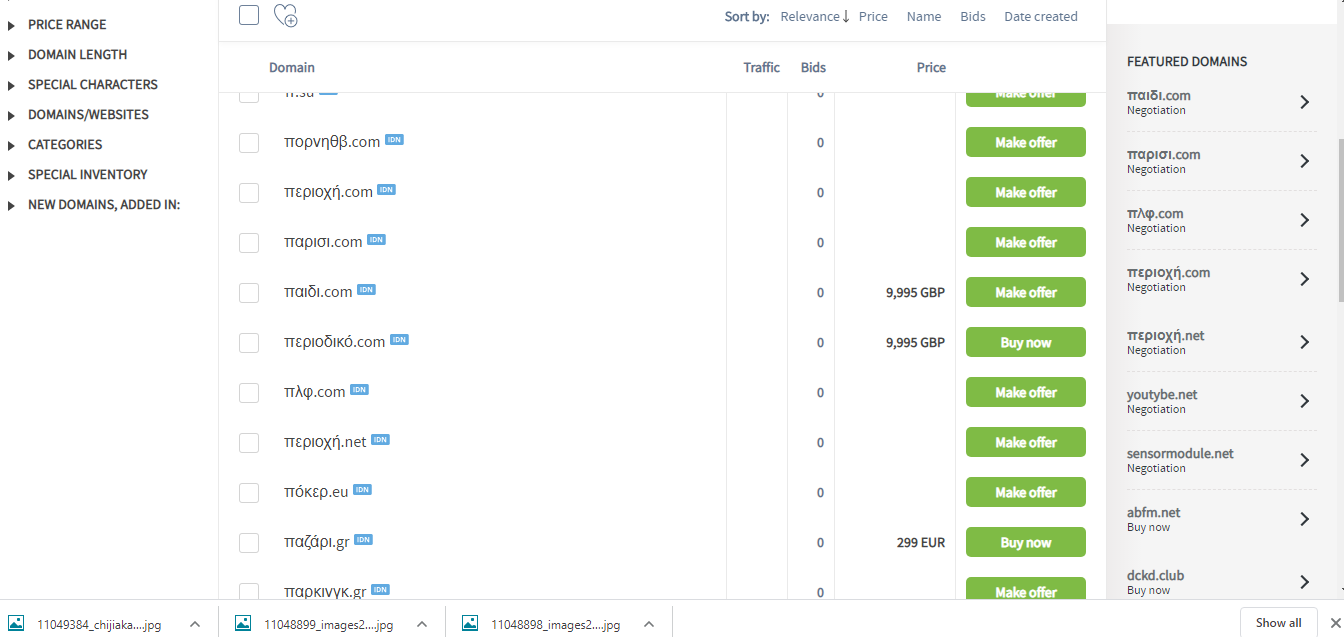 PRICE RANGE
DOMAIN LENGTH
SPECIAL CHARACTERS
DOMAINS/WEBSITES
CATEGORIES
SPECIAL INVENTORY
NEW DOMAINS, ADDED IN:
Sort by: Relevance↓ Price Name Bids Date created
Domain Traffic Bids Price
0 Make offer
πορνηθβ.com IDN 0 Make offer
περιοχή.com IDN 0 Make offer
παρισι.com IDN 0 Make offer
παιδι.com IDN 0 9,995 GBP Make offer
περιοδικό.com IDN 0 9,995 GBP Buy now
πλφ.com IDN 0 Make offer
περιοχή.net IDN 0 Make offer
πόκερ.eu IDN 0 Make offer
παζάρι.gr IDN 0 299 EUR Buy now
παρκινγκ.gr IDN 0 Make offer
FEATURED DOMAINS
παιδι.com
Negotiation
παρισι.com
Negotiation
πλφ.com
Negotiation
περιοχή.com
Negotiation
περιοχή.net
Negotiation
youtybe.net
Negotiation
sensormodule.net
Negotiation
abfm.net
Buy now
dckd.club
Buy now
11049384_chijiaka....jpg
11048899_images2....jpg
11048898_images2....jpg
Show all